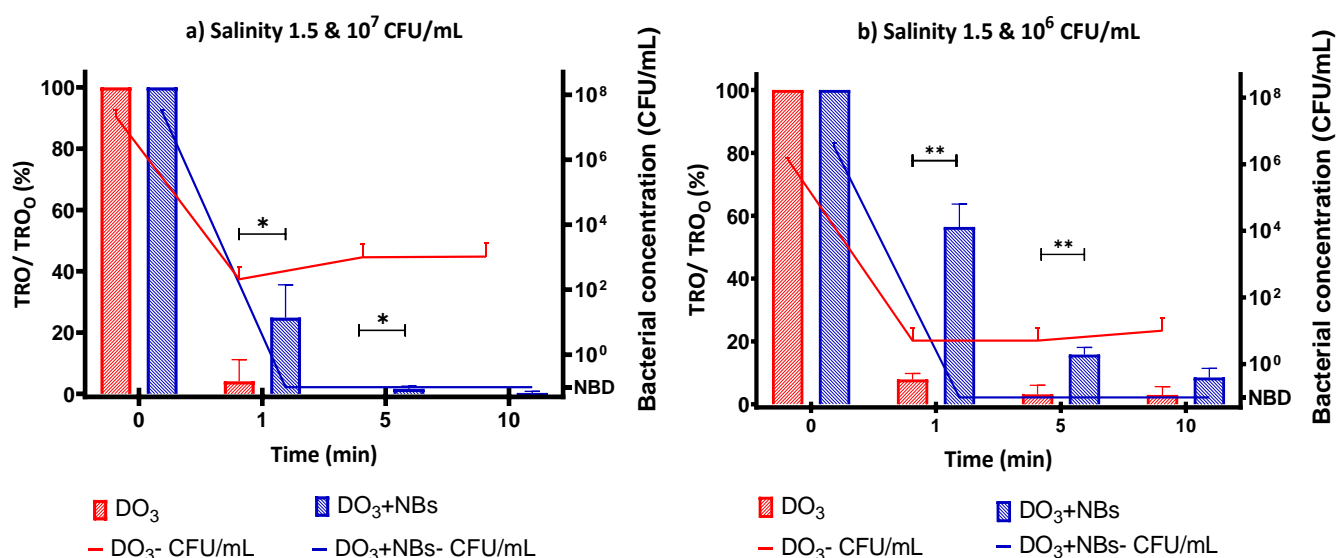 a) Salinity 1.5 & 10⁷ CFU/mL
TRO/ TRO₀ (%)
100
80
60
40
20
0
*
*
10⁸
10⁶
10⁴
10²
10⁰
NBD
Bacterial concentration (CFU/mL)
0 1 5 10
Time (min)
DO₃ DO₃+NBs
DO₃- CFU/mL DO₃+NBs- CFU/mL
b) Salinity 1.5 & 10⁶ CFU/mL
TRO/ TRO₀ (%)
100
80
60
40
20
0
**
**
10⁸
10⁶
10⁴
10²
10⁰
NBD
Bacterial concentration (CFU/mL)
0 1 5 10
Time (min)
DO₃ DO₃+NBs
DO₃- CFU/mL DO₃+NBs- CFU/mL